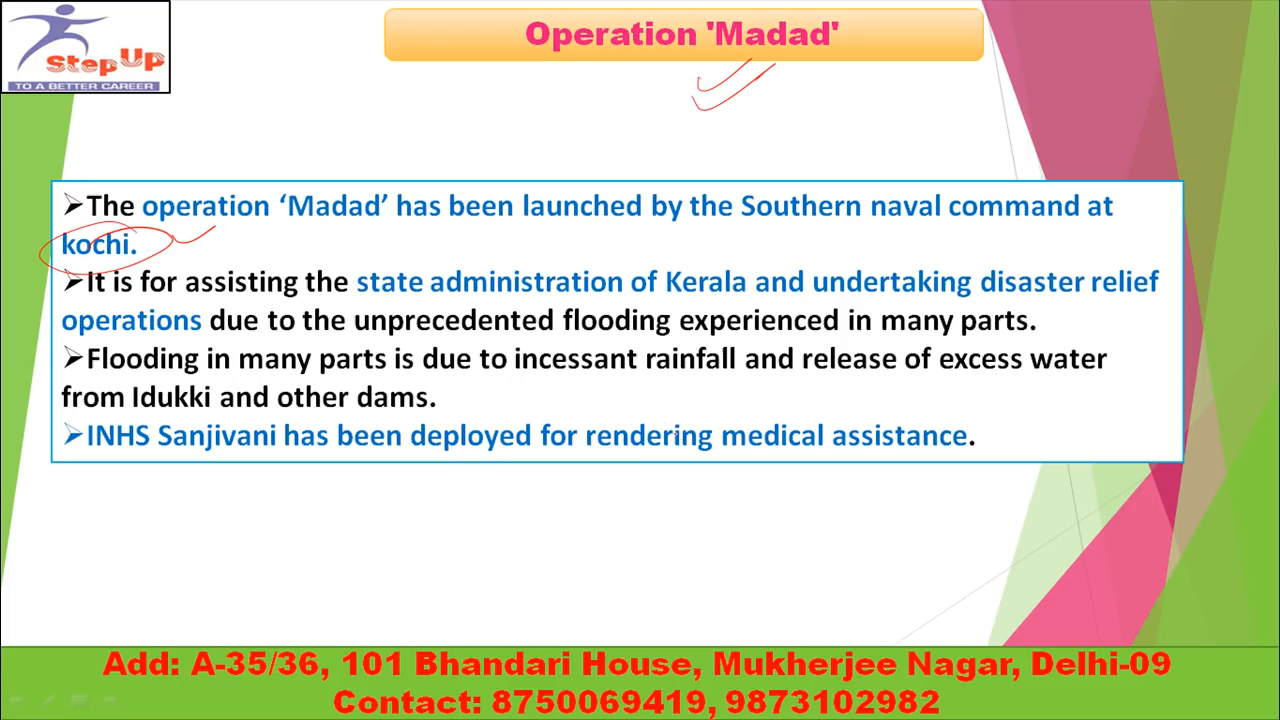 Step Up
TO A BETTER CAREER
Operation 'Madad'
➢The operation ‘Madad’ has been launched by the Southern naval command at
kochi.
➢It is for assisting the state administration of Kerala and undertaking disaster relief
operations due to the unprecedented flooding experienced in many parts.
➢Flooding in many parts is due to incessant rainfall and release of excess water
from Idukki and other dams.
➢INHS Sanjivani has been deployed for rendering medical assistance.
Add: A-35/36, 101 Bhandari House, Mukherjee Nagar, Delhi-09
Contact: 8750069419, 9873102982